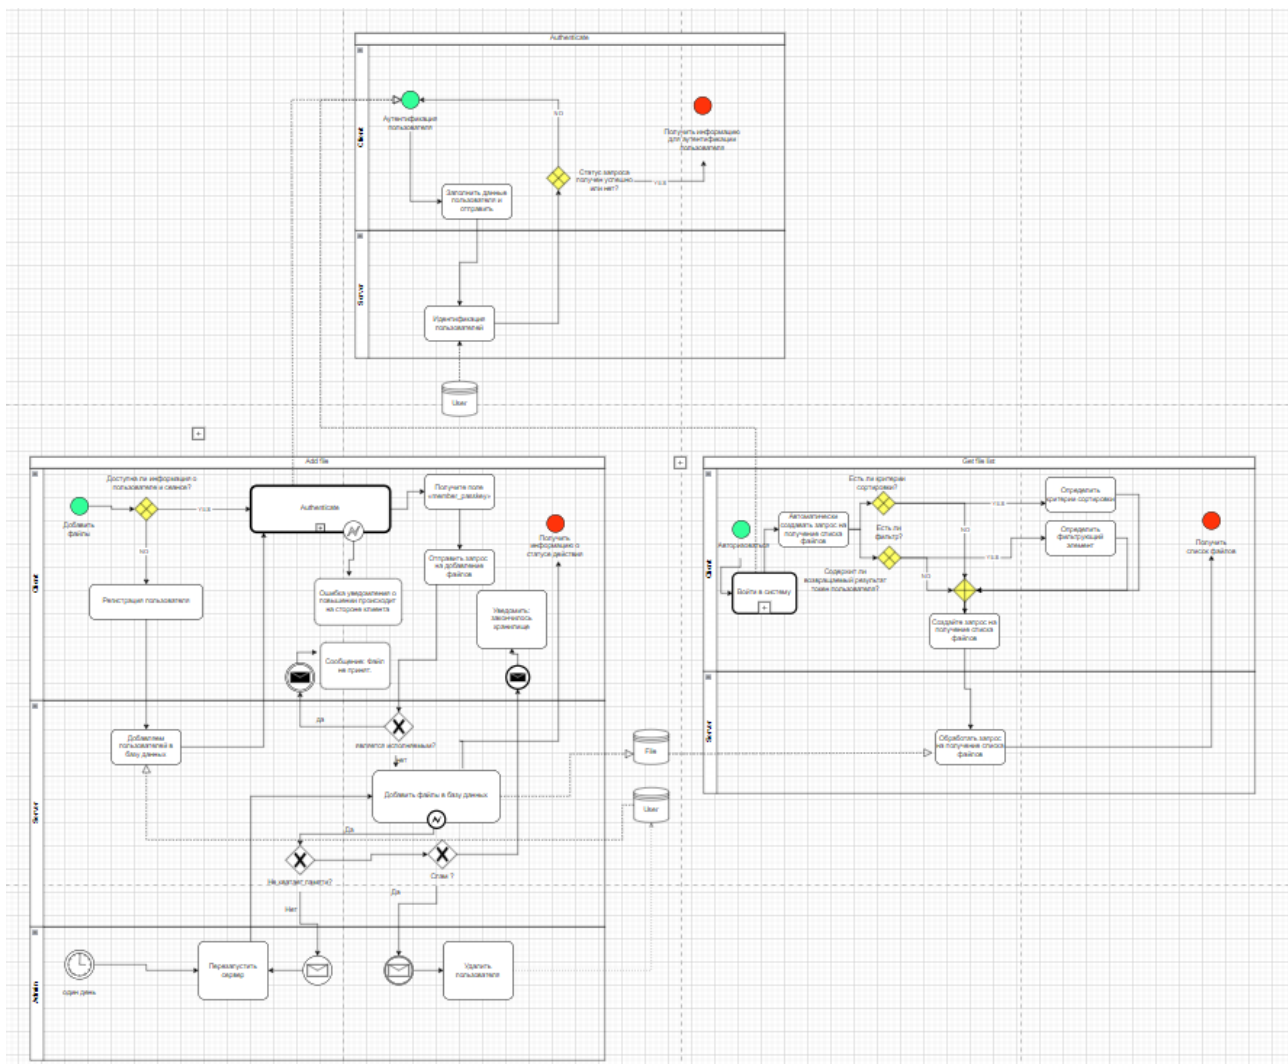 Authenticate
Client
Аутентификация
пользователя
NO
Получить информацию
для аутентификации
пользователя
Статус запроса
получен успешно
или нет?
YES
Заполнить данные
пользователя и
отправить
Server
Идентификация
пользователей
User
Add file
Client
Доступна ли информация о
пользователе и сеансе?
Добавить
файлы
YES
Authenticate
Получите поле
«member_passkey»
Получить
информацию о
статусе действия
NO
Отправить запрос
на добавление
файлов
Регистрация пользователя
Ошибка уведомления о
повышении происходит
на стороне клиента
Уведомить:
закончилось
хранилище
Сообщение: Файл
не принят.
Server
да
является исполняемым?
Нет
Добавляем
пользователей в
базу данных
Добавить файлы в базу данных
Да
Не хватает памяти?
Спам ?
Да
Нит
Admin
один день
Перезапустить
сервер
Удалить
пользователя
File
User
Get file list
Client
Есть ли критерии
сортировки?
YES
Определить
критерии сортировки
Авторизоваться
Автоматически
создавать запрос на
получение списка
файлов
Есть ли
фильтр?
NO
YES
Определить
фильтрующий
элемент
Получить
список файлов
Содержит ли
возвращаемый результат
токен пользователя?
NO
Войти в систему
Создайте запрос на
получение списка
файлов
Server
Обработать запрос
на получение списка
файлов